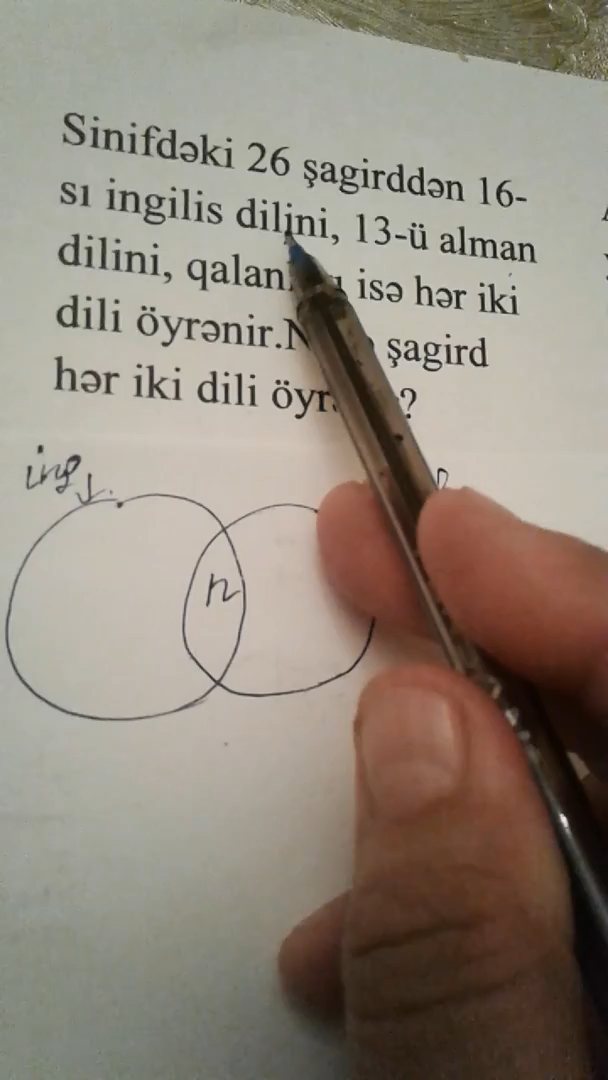 Sinifdəki 26 şagirddən 16-
sı ingilis dilini, 13-ü alman
dilini, isə hər iki
dili öyrənir. şagird
hər iki dili ?
ing
n